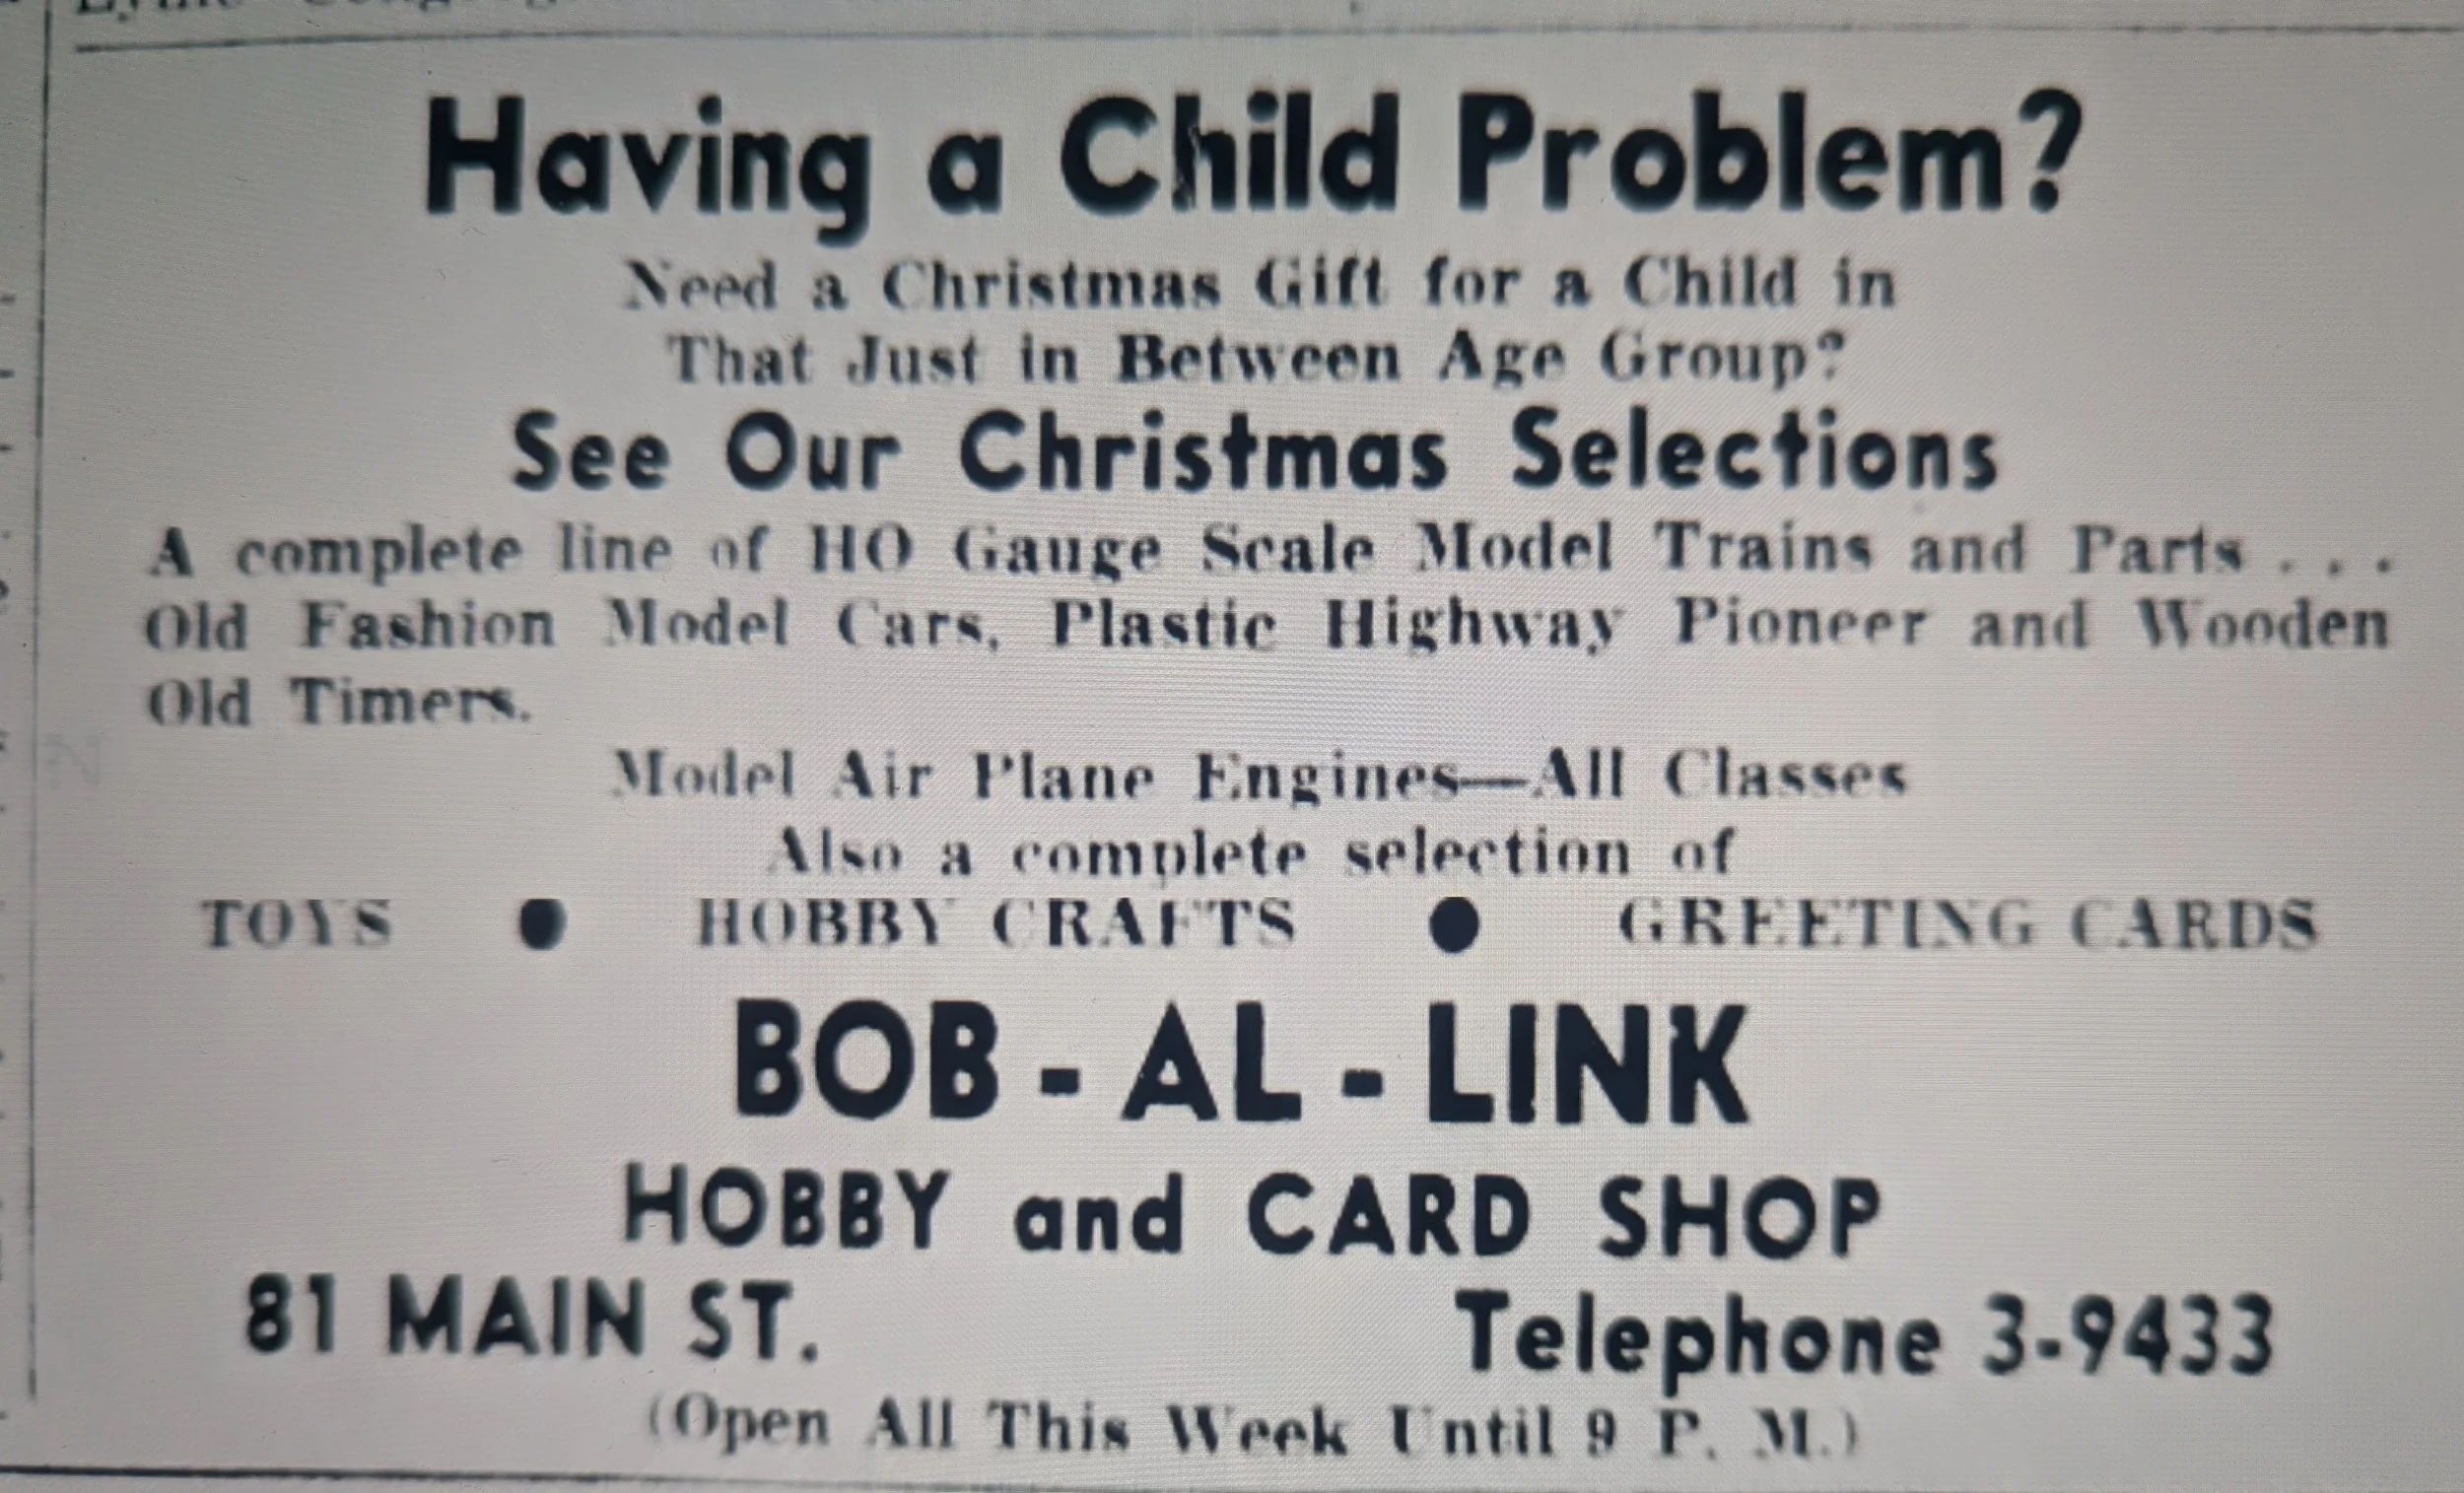 Having a Child Problem?
Need a Christmas Gift for a Child in
That Just in Between Age Group?
See Our Christmas Selections
A complete line of HO Gauge Scale Model Trains and Parts . . .
Old Fashion Model Cars, Plastic Highway Pioneer and Wooden
Old Timers.
Model Air Plane Engines—All Classes
Also a complete selection of
TOYS ● HOBBY CRAFTS ● GREETING CARDS
BOB - AL - LINK
HOBBY and CARD SHOP
81 MAIN ST. Telephone 3-9433
(Open All This Week Until 9 P. M.)